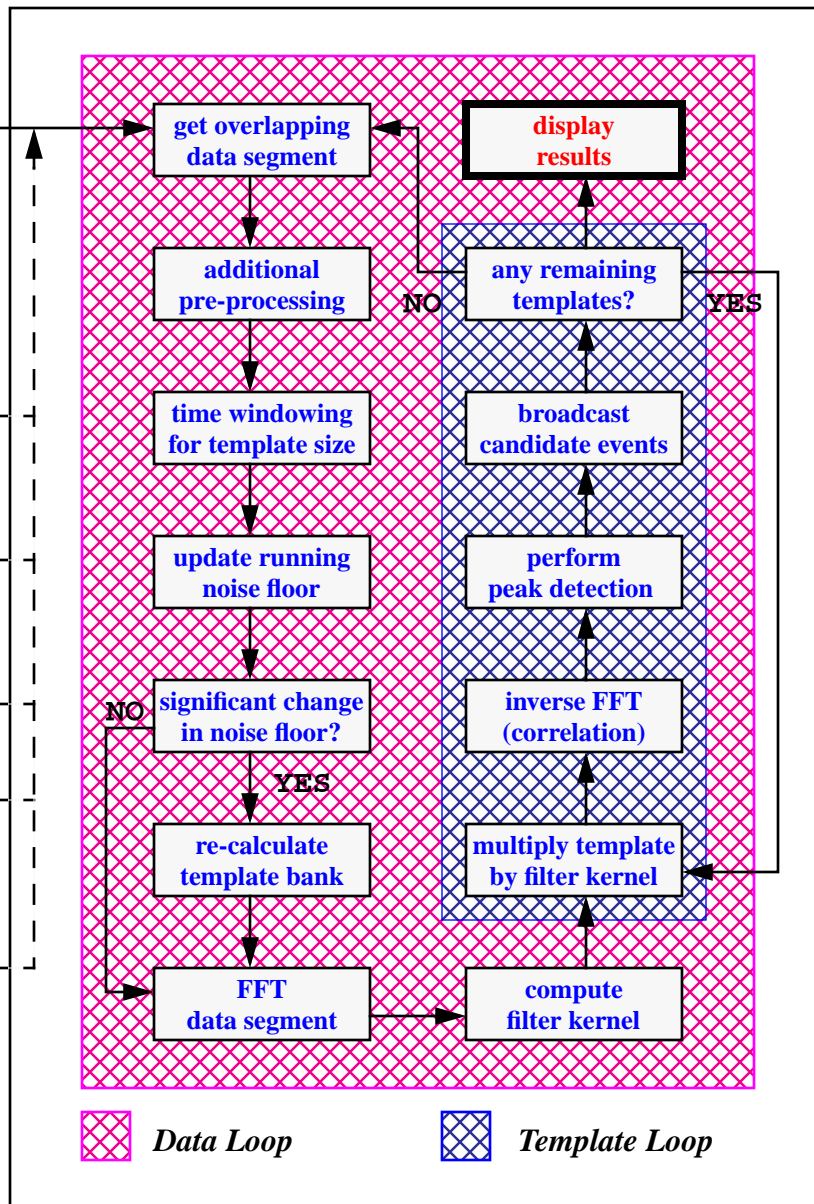 get overlapping
data segment
additional
pre-processing
time windowing
for template size
update running
noise floor
significant change
in noise floor?
NO
YES
re-calculate
template bank
FFT
data segment
compute
filter kernel
multiply template
by filter kernel
inverse FFT
(correlation)
perform
peak detection
broadcast
candidate events
any remaining
templates?
NO
YES
display
results
Data Loop
Template Loop